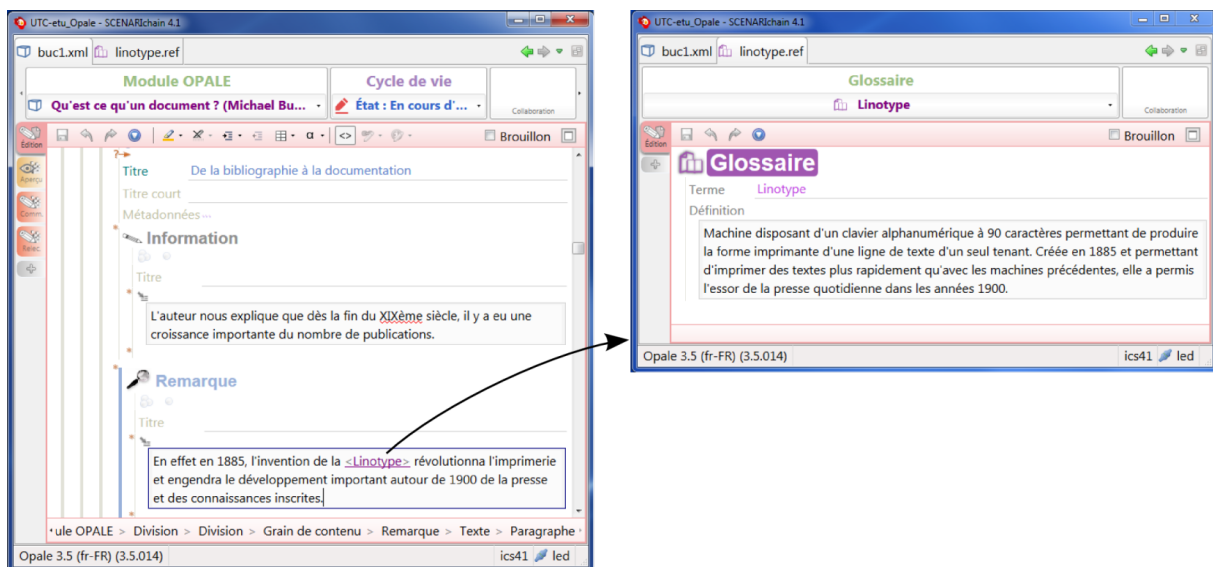 UTC-etu_Opale - SCENARIchain 4.1
buc1.xml linotype.ref
Module OPALE
Qu'est ce qu'un document ? (Michael Bu...
Cycle de vie
État : En cours d'...
Collaboration
Édition
Brouillon
Aperçu
Comm.
Relec.
Titre De la bibliographie à la documentation
Titre court
Métadonnées
Information
Titre
L'auteur nous explique que dès la fin du XIXème siècle, il y a eu une
croissance importante du nombre de publications.
Remarque
Titre
En effet en 1885, l'invention de la <Linotype> révolutionna l'imprimerie
et engendra le développement important autour de 1900 de la presse
et des connaissances inscrites.
ule OPALE > Division > Division > Grain de contenu > Remarque > Texte > Paragraphe
Opale 3.5 (fr-FR) (3.5.014) ics41 led
UTC-etu_Opale - SCENARIchain 4.1
buc1.xml linotype.ref
Glossaire
Linotype
Collaboration
Édition
Brouillon
Glossaire
Terme Linotype
Définition
Machine disposant d'un clavier alphanumérique à 90 caractères permettant de produire
la forme imprimante d'une ligne de texte d'un seul tenant. Créée en 1885 et permettant
d'imprimer des textes plus rapidement qu'avec les machines précédentes, elle a permis
l'essor de la presse quotidienne dans les années 1900.
Opale 3.5 (fr-FR) (3.5.014) ics41 led